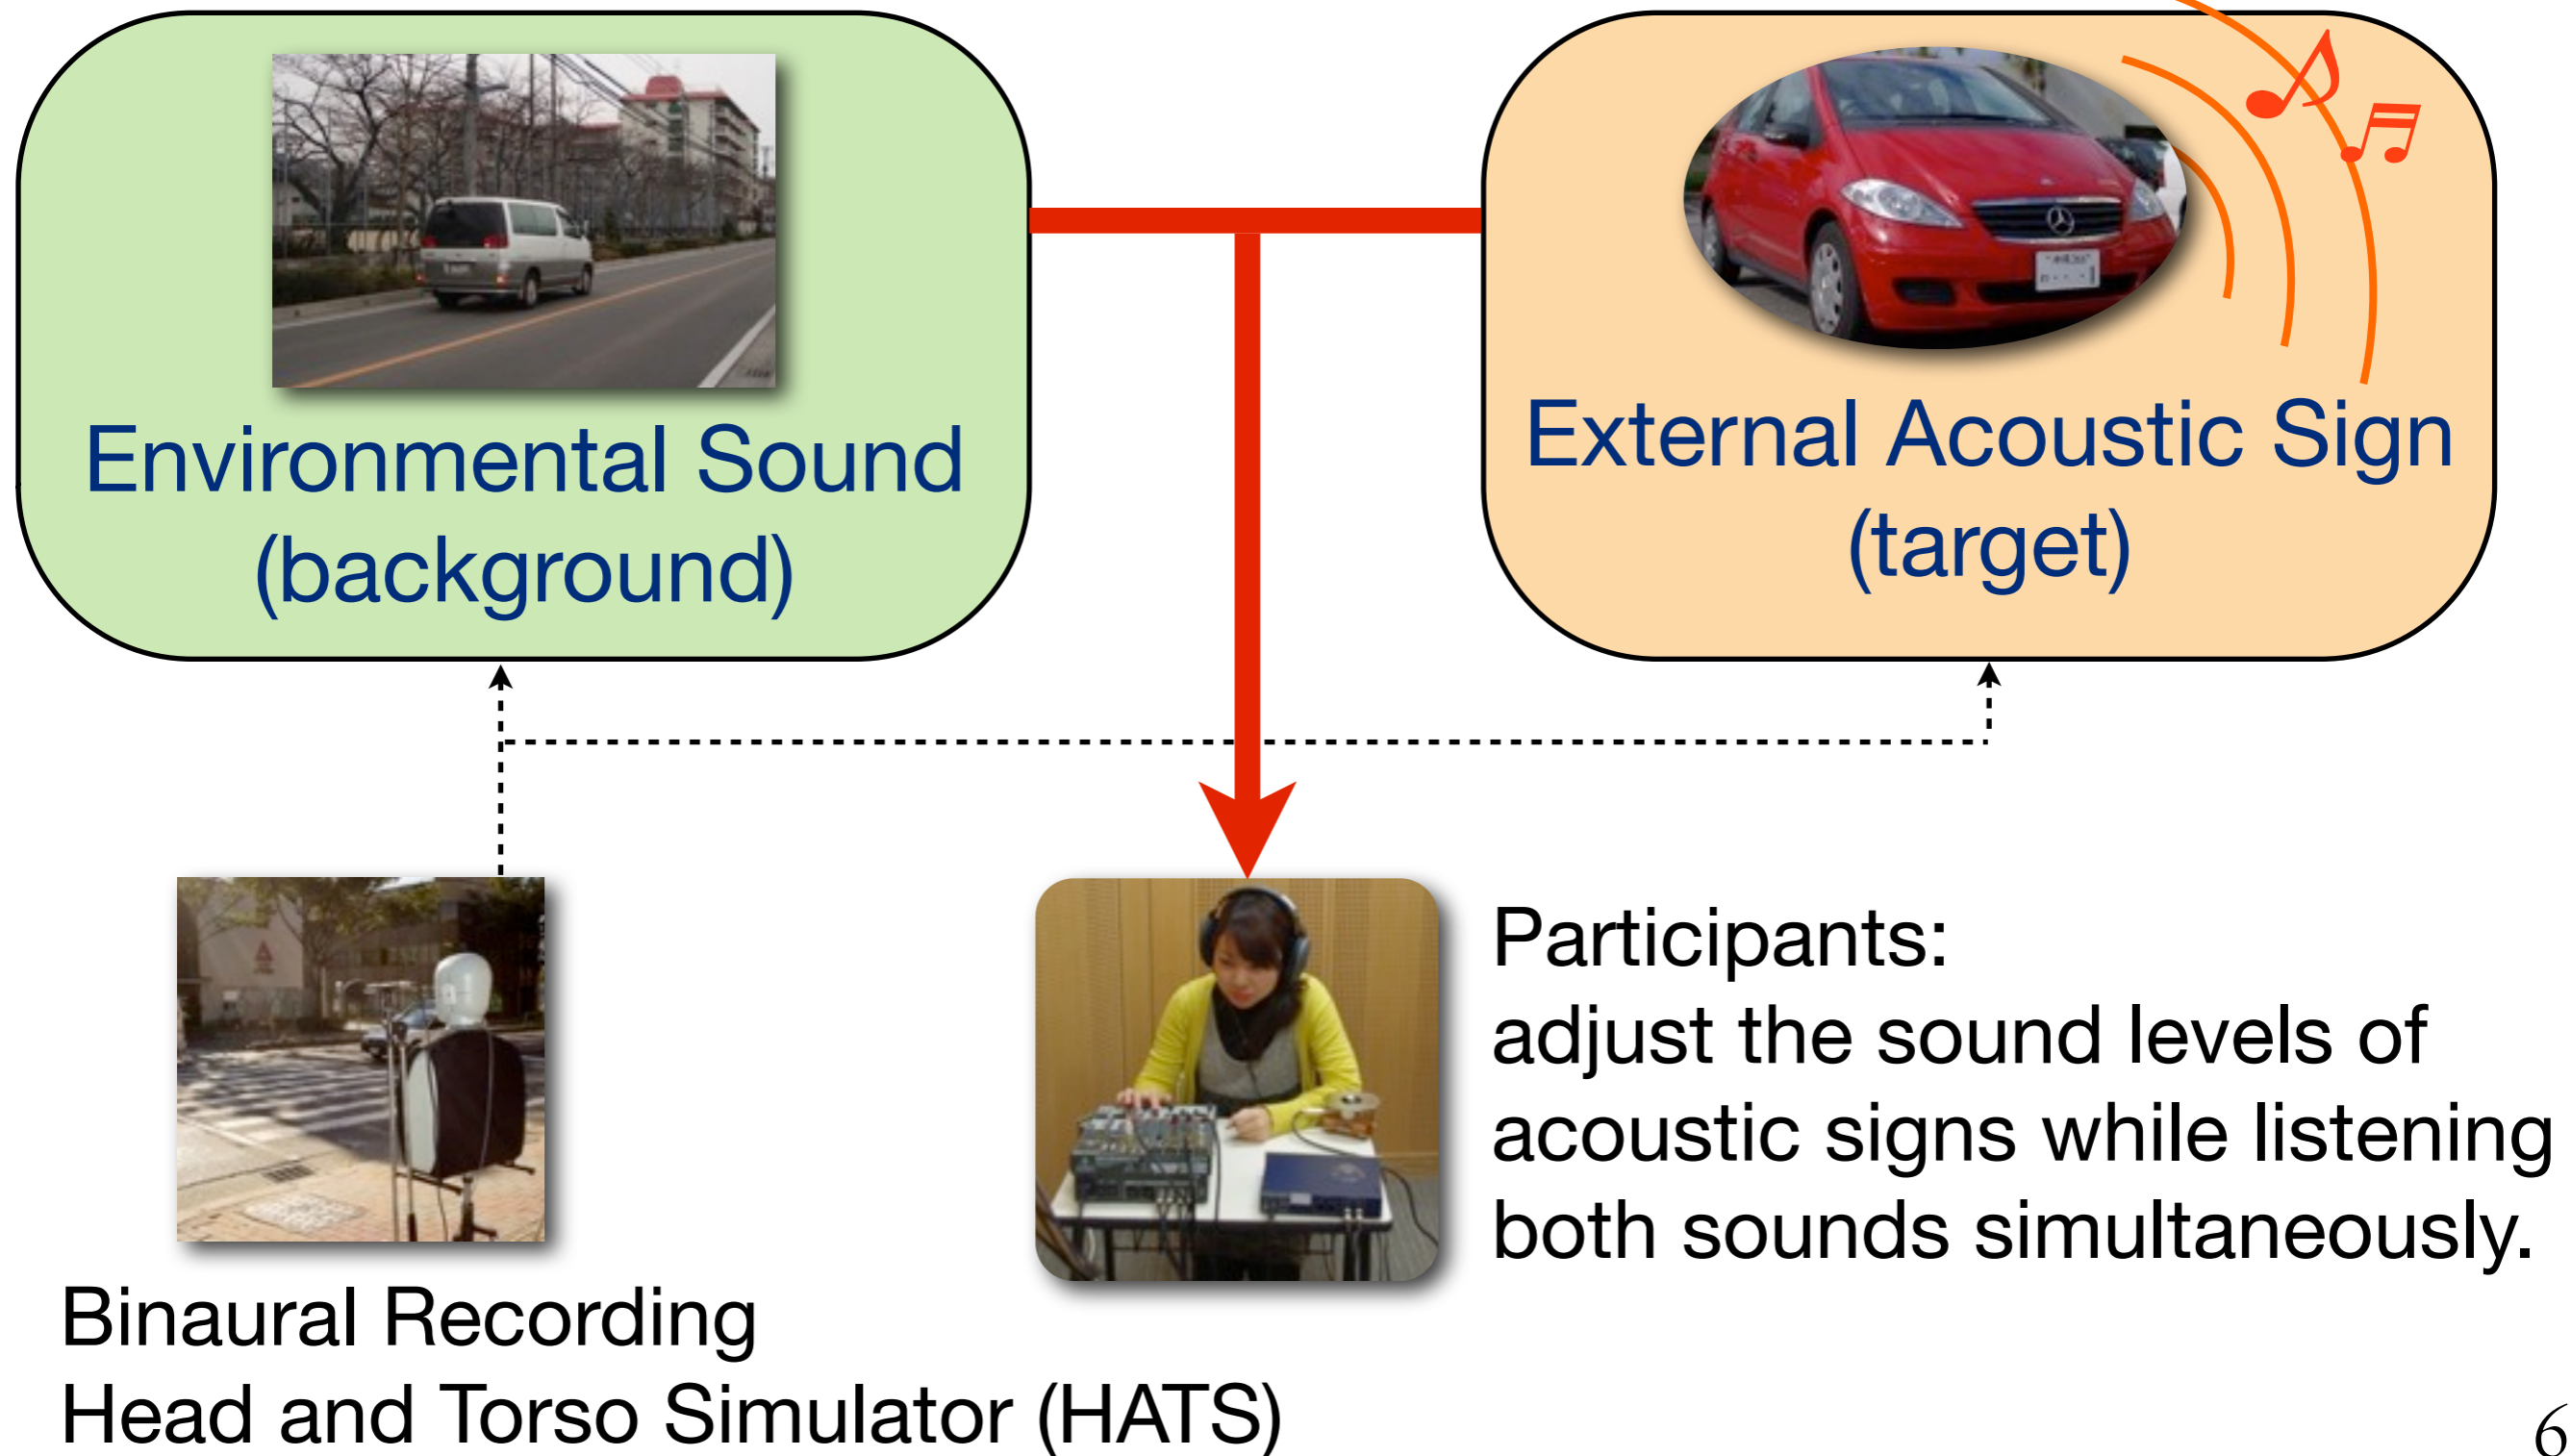 Environmental Sound
(background)
External Acoustic Sign
(target)
Participants:
adjust the sound levels of
acoustic signs while listening
both sounds simultaneously.
Binaural Recording
Head and Torso Simulator (HATS)
6